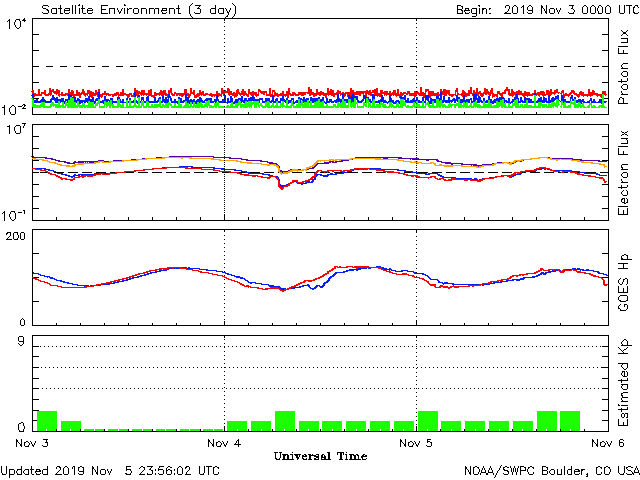 Satellite Environment (3 day) Begin: 2019 Nov 3 0000 UTC
10^4
Proton Flux
10^-2
10^7
Electron Flux
10^-1
200
GOES Hp
0
9
Estimated Kp
0
Nov 3 Nov 4 Nov 5 Nov 6
Universal Time
Updated 2019 Nov 5 23:56:02 UTC NOAA/SWPC Boulder, CO USA